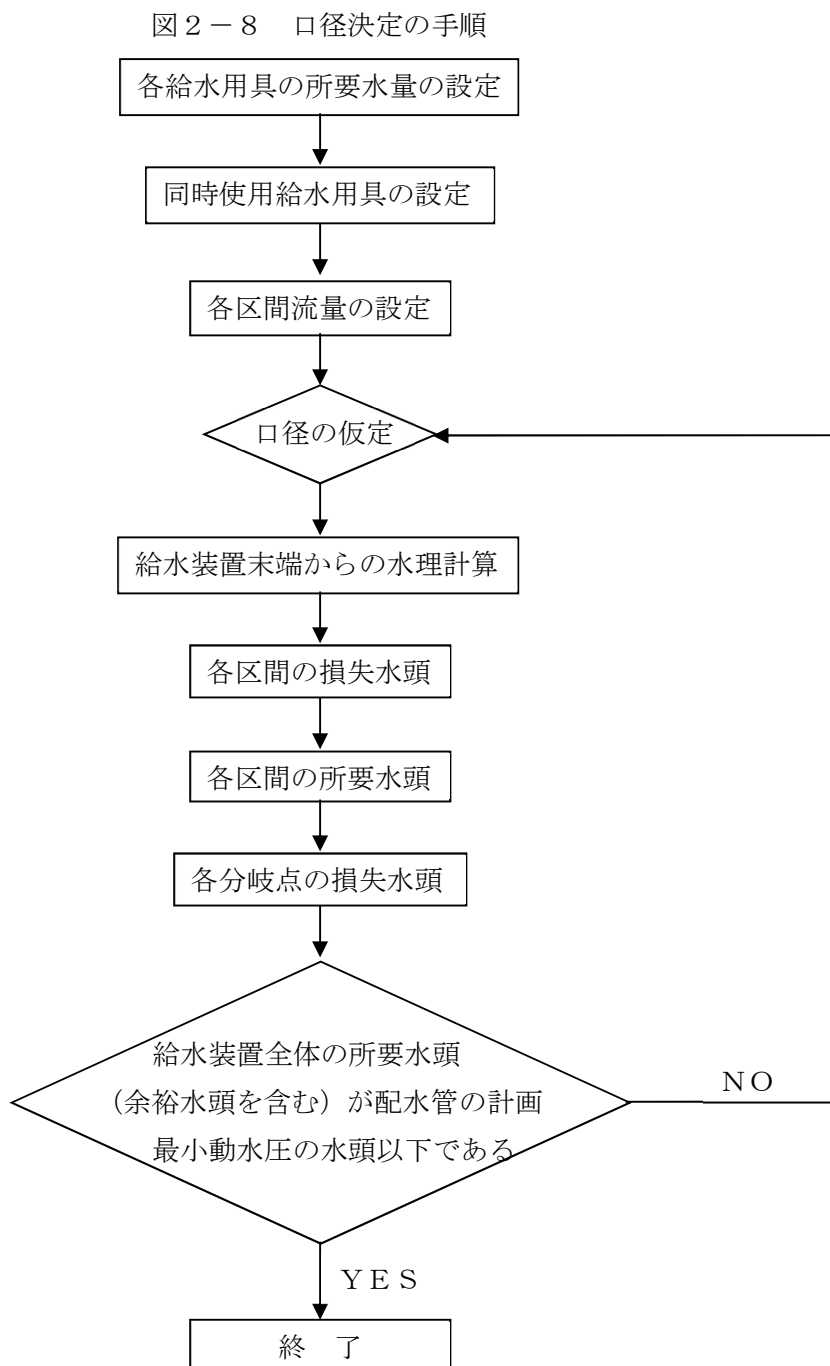 図２－８　口径決定の手順
各給水用具の所要水量の設定
同時使用給水用具の設定
各区間流量の設定
口径の仮定
給水装置末端からの水理計算
各区間の損失水頭
各区間の所要水頭
各分岐点の損失水頭
給水装置全体の所要水頭
（余裕水頭を含む）が配水管の計画
最小動水圧の水頭以下である
ＮＯ
ＹＥＳ
終　了